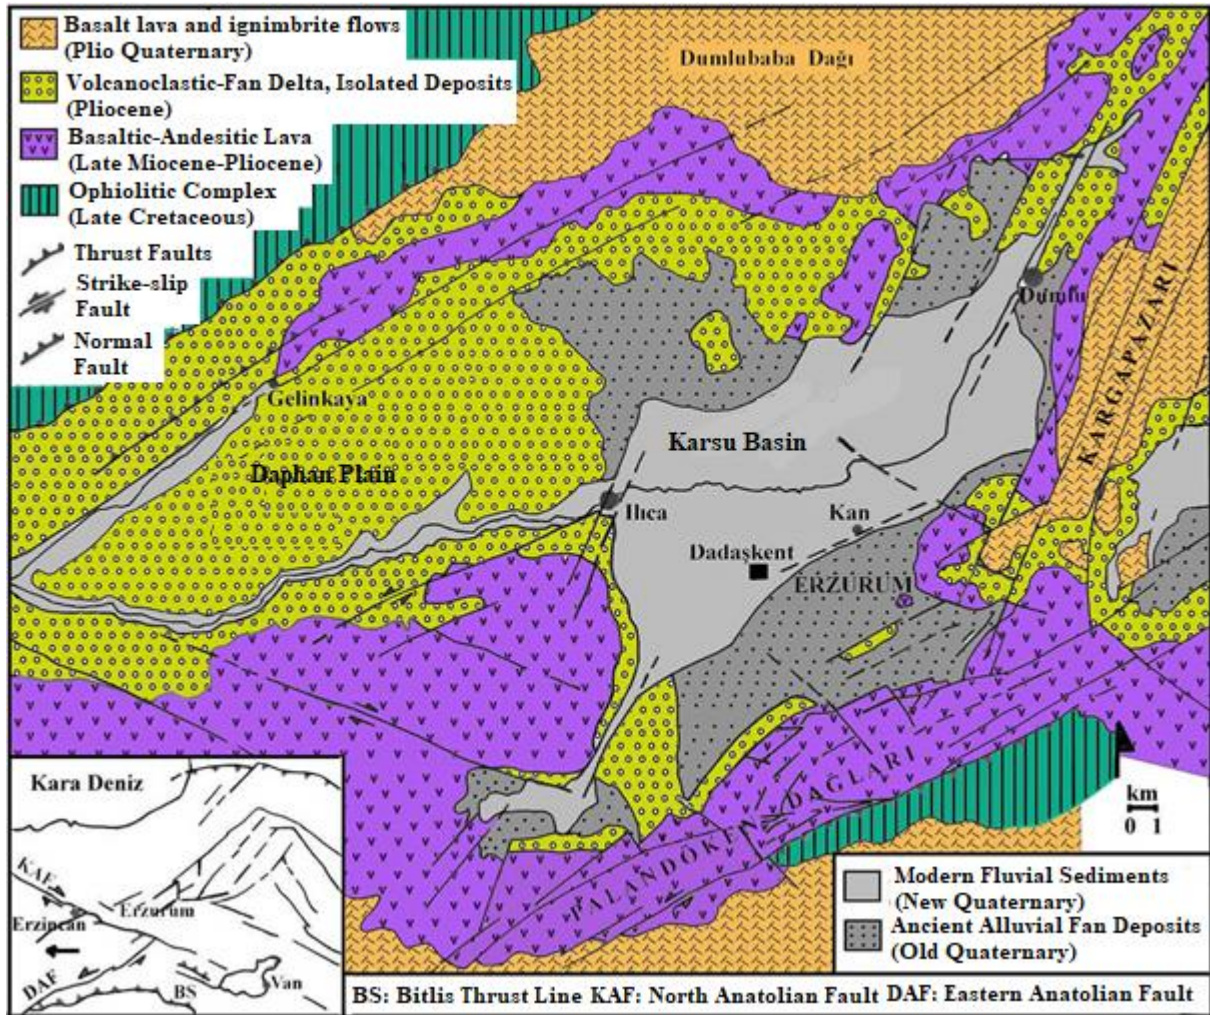 Basalt lava and ignimbrite flows
(Plio Quaternary)
Volcanoclastic-Fan Delta, Isolated Deposits
(Pliocene)
Basaltic-Andesitic Lava
(Late Miocene-Pliocene)
Ophiolitic Complex
(Late Cretaceous)
Thrust Faults
Strike-slip
Fault
Normal
Fault
Dumlubaba Dağı
Dumlu
KARGAPAZARI
Gelinkaya
Daphan Plain
Karsu Basin
Ilıca
Kan
Dadaşkent
ERZURUM
PALANDÖKEN DAĞLARI
km
0 1
Kara Deniz
KAF
Erzincan
Erzurum
DAF
BS
Van
Modern Fluvial Sediments
(New Quaternary)
Ancient Alluvial Fan Deposits
(Old Quaternary)
BS: Bitlis Thrust Line KAF: North Anatolian Fault DAF: Eastern Anatolian Fault